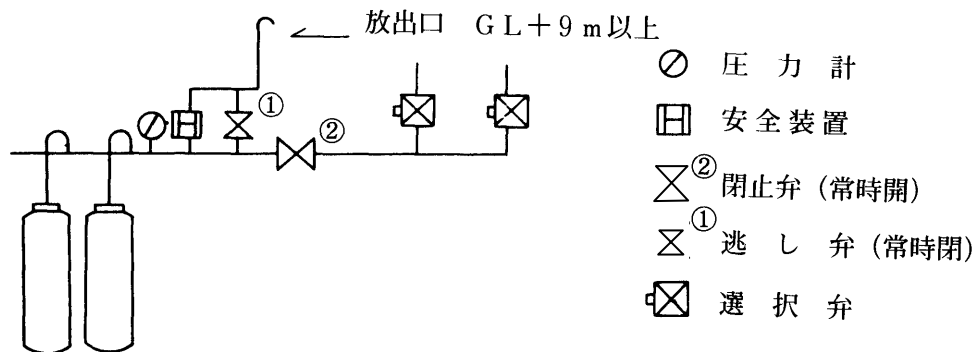 放出口　ＧＬ＋９ｍ以上
①
②
圧力計
安全装置
②閉止弁（常時開）
①逃し弁（常時閉）
選択弁